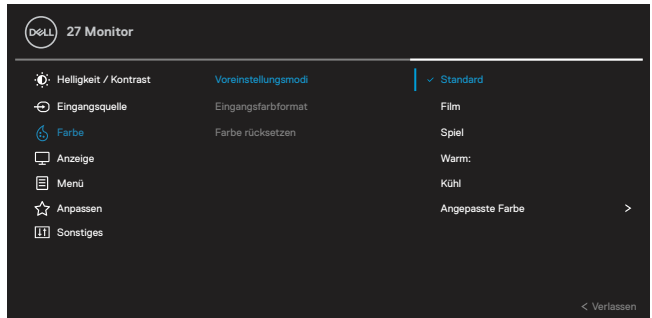 DELL 27 Monitor
Helligkeit / Kontrast Voreinstellungsmodi Standard
Eingangsquelle Eingangsfarbformat Film
Farbe Farbe rücksetzen Spiel
Anzeige Warm:
Menü Kühl
Anpassen Angepasste Farbe >
Sonstiges
< Verlassen